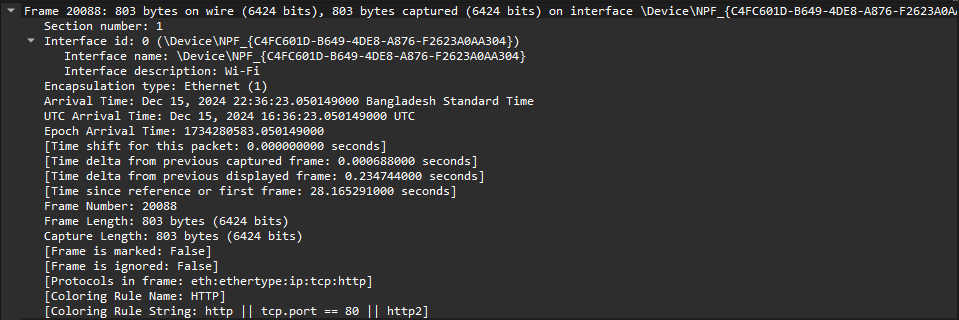 Frame 20088: 803 bytes on wire (6424 bits), 803 bytes captured (6424 bits) on interface \Device\NPF_{C4FC601D-B649-4DE8-A876-F2623A0AA
Section number: 1
Interface id: 0 (\Device\NPF_{C4FC601D-B649-4DE8-A876-F2623A0AA304})
Interface name: \Device\NPF_{C4FC601D-B649-4DE8-A876-F2623A0AA304}
Interface description: Wi-Fi
Encapsulation type: Ethernet (1)
Arrival Time: Dec 15, 2024 22:36:23.050149000 Bangladesh Standard Time
UTC Arrival Time: Dec 15, 2024 16:36:23.050149000 UTC
Epoch Arrival Time: 1734280583.050149000
[Time shift for this packet: 0.000000000 seconds]
[Time delta from previous captured frame: 0.000688000 seconds]
[Time delta from previous displayed frame: 0.234744000 seconds]
[Time since reference or first frame: 28.165291000 seconds]
Frame Number: 20088
Frame Length: 803 bytes (6424 bits)
Capture Length: 803 bytes (6424 bits)
[Frame is marked: False]
[Frame is ignored: False]
[Protocols in frame: eth:ethertype:ip:tcp:http]
[Coloring Rule Name: HTTP]
[Coloring Rule String: http || tcp.port == 80 || http2]